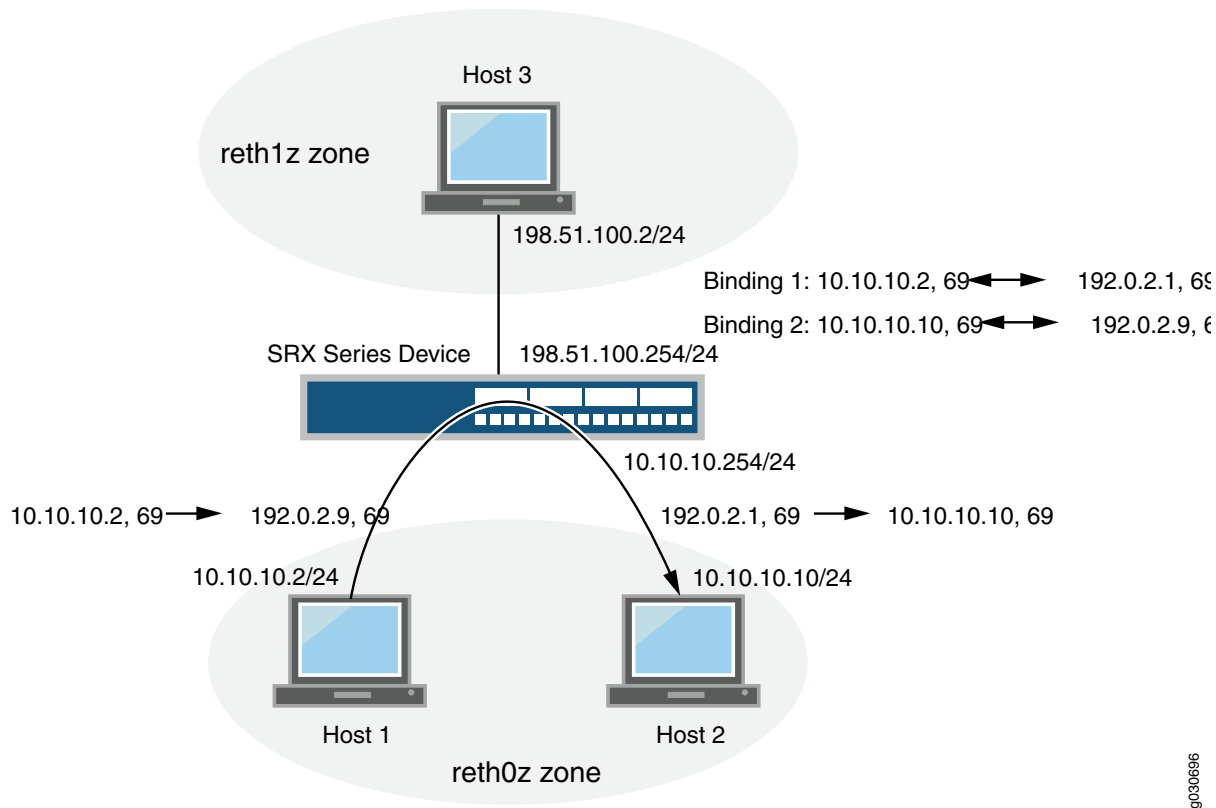 Host 3
reth1z zone
198.51.100.2/24
Binding 1: 10.10.10.2, 69 192.0.2.1, 69
Binding 2: 10.10.10.10, 69 192.0.2.9,
SRX Series Device 198.51.100.254/24
10.10.10.254/24
10.10.10.2, 69 192.0.2.9, 69 192.0.2.1, 69 10.10.10.10, 69
10.10.10.2/24 10.10.10.10/24
Host 1 Host 2
reth0z zone
g030696